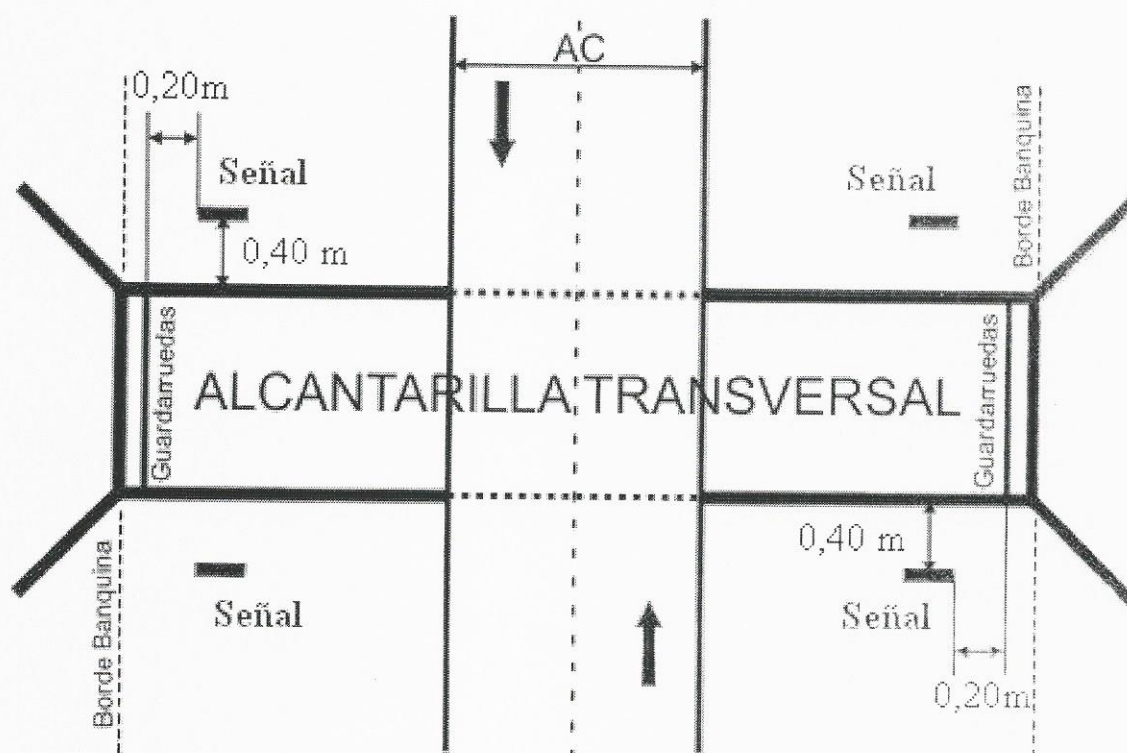 AC
0,20m
Señal
Señal
Borde Banquina
0,40 m
Guardarruedas
ALCANTARILLA TRANSVERSAL
Guardarruedas
0,40 m
Borde Banquina
Señal
Señal
0,20m